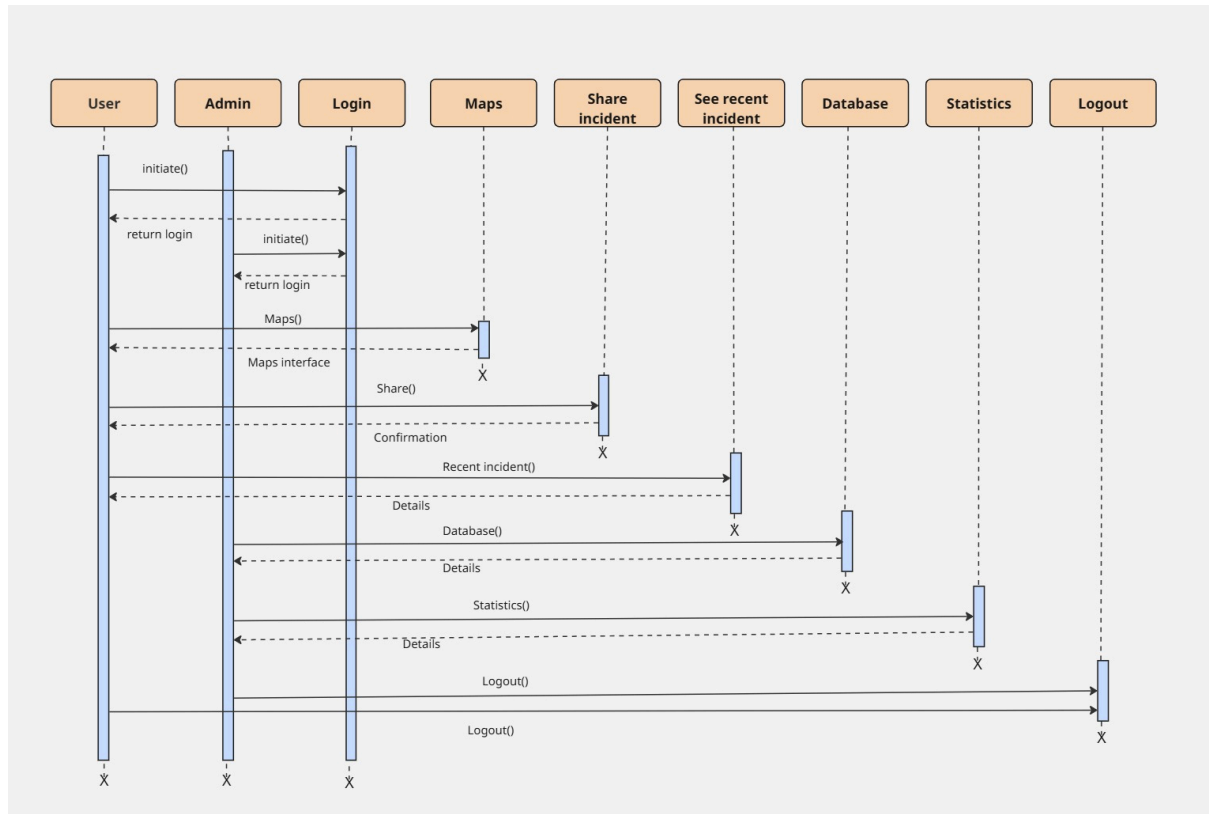 User
Admin
Login
Maps
Share
incident
See recent
incident
Database
Statistics
Logout
initiate()
return login
initiate()
return login
Maps()
Maps interface
X
Share()
Confirmation
X
Recent incident()
Details
X
Database()
Details
X
Statistics()
Details
X
Logout()
Logout()
X
X
X
X